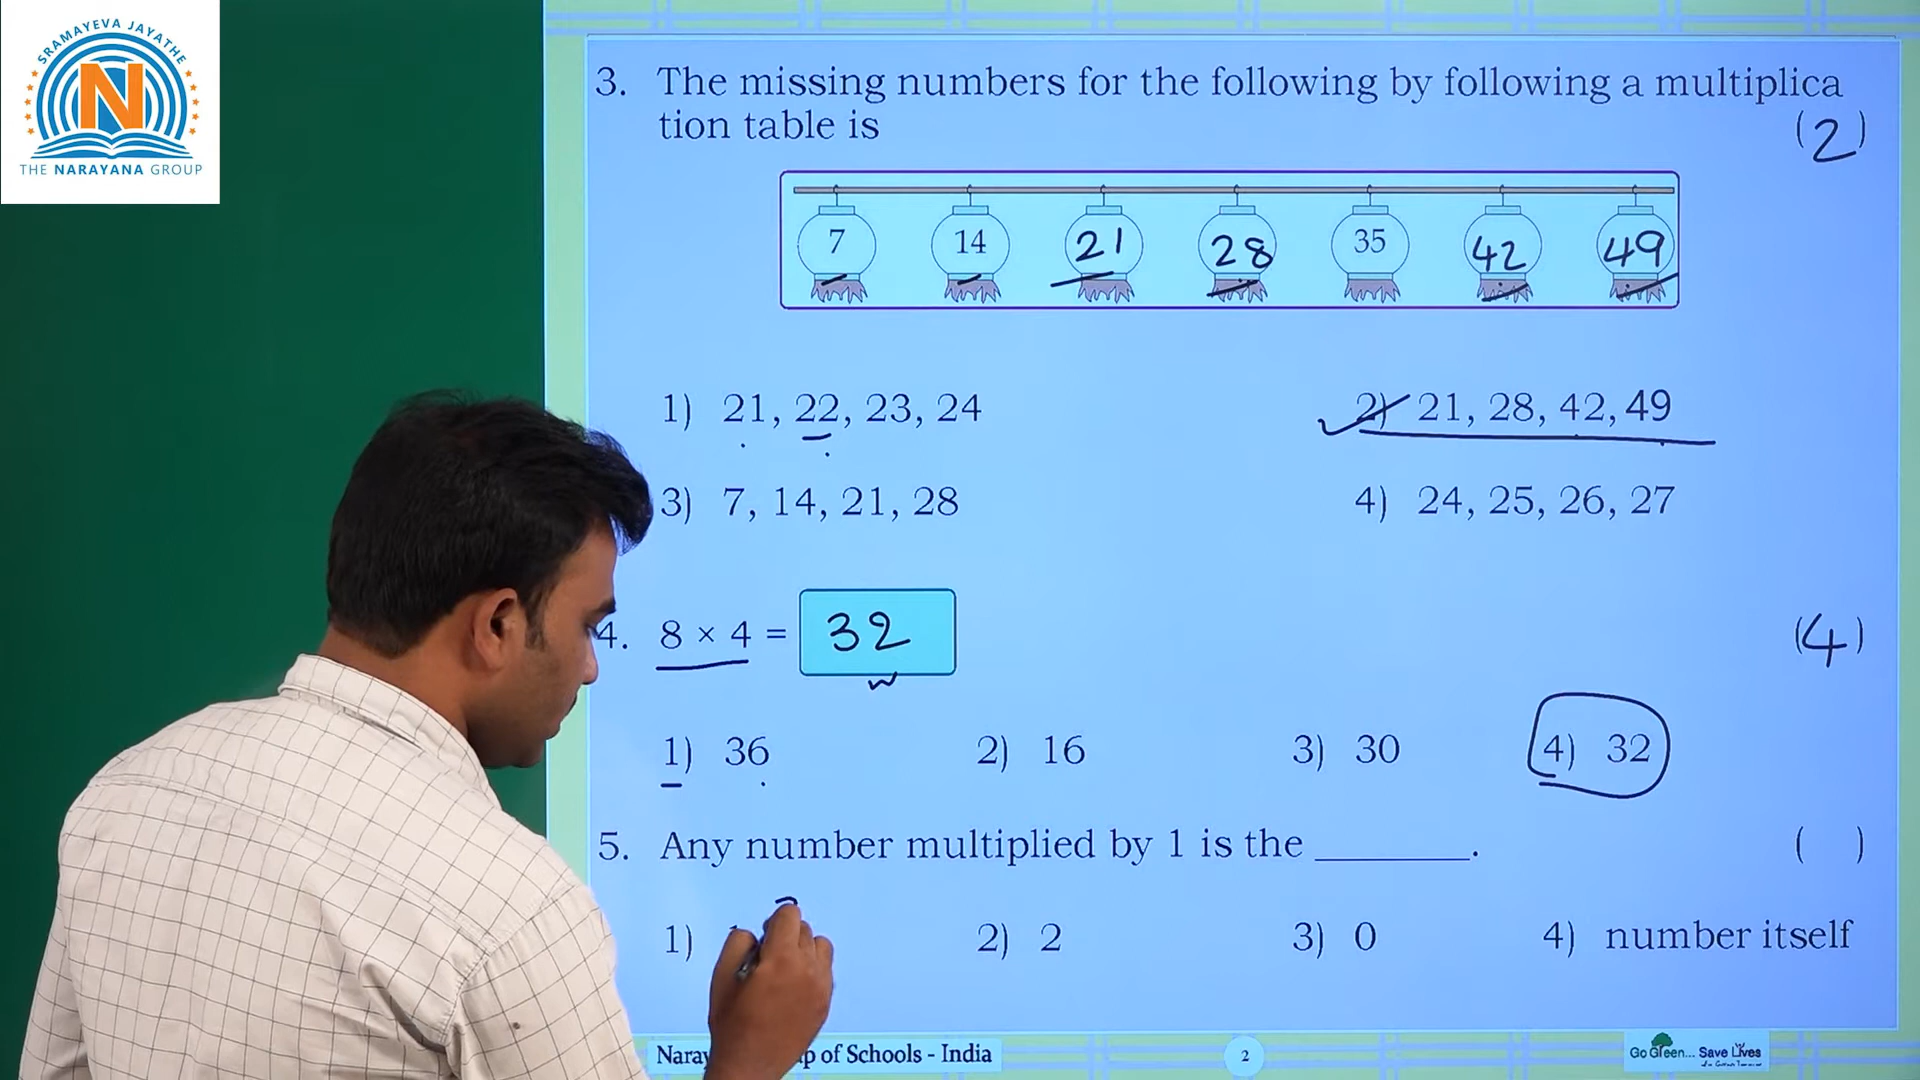 SRAMAYEVA JAYATHE
N
THE NARAYANA GROUP
3. The missing numbers for the following by following a multiplica
tion table is (2)
7 14 21 28 35 42 49
1) 21, 22, 23, 24 2) 21, 28, 42, 49
3) 7, 14, 21, 28 4) 24, 25, 26, 27
4. 8 × 4 = 32 (4)
1) 36 2) 16 3) 30 4) 32
5. Any number multiplied by 1 is the _______. ( )
1) 2) 2 3) 0 4) number itself
of Schools - India 2 Go Green... Save Lives